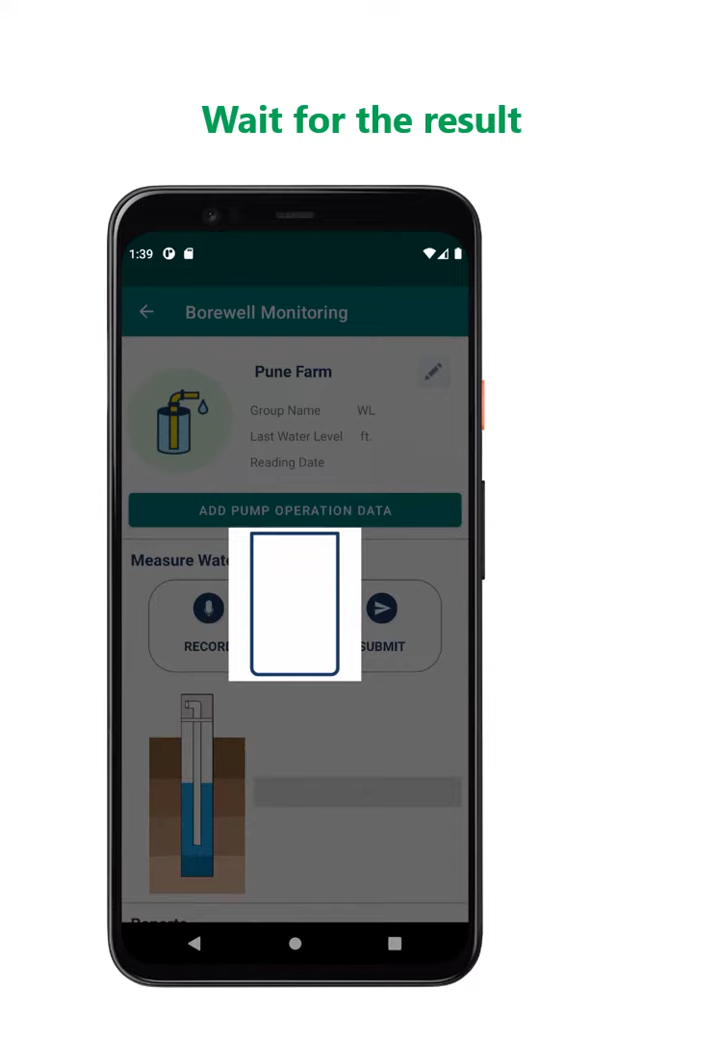 Wait for the result
1:39
Borewell Monitoring
Pune Farm
Group Name WL
Last Water Level ft.
Reading Date
ADD PUMP OPERATION DATA
Measure
RECORD SUBMIT
Reports